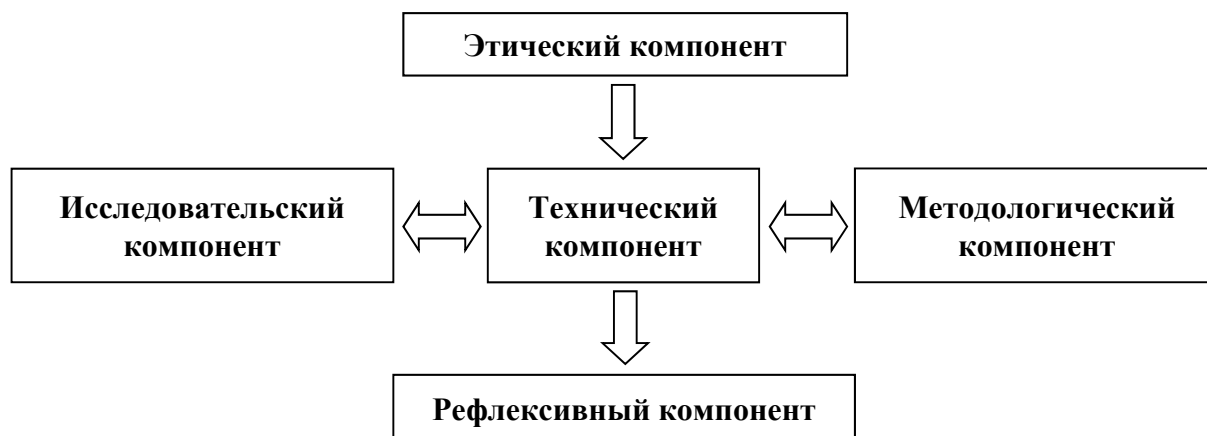 Этический компонент
Исследовательский
компонент
Технический
компонент
Методологический
компонент
Рефлексивный компонент